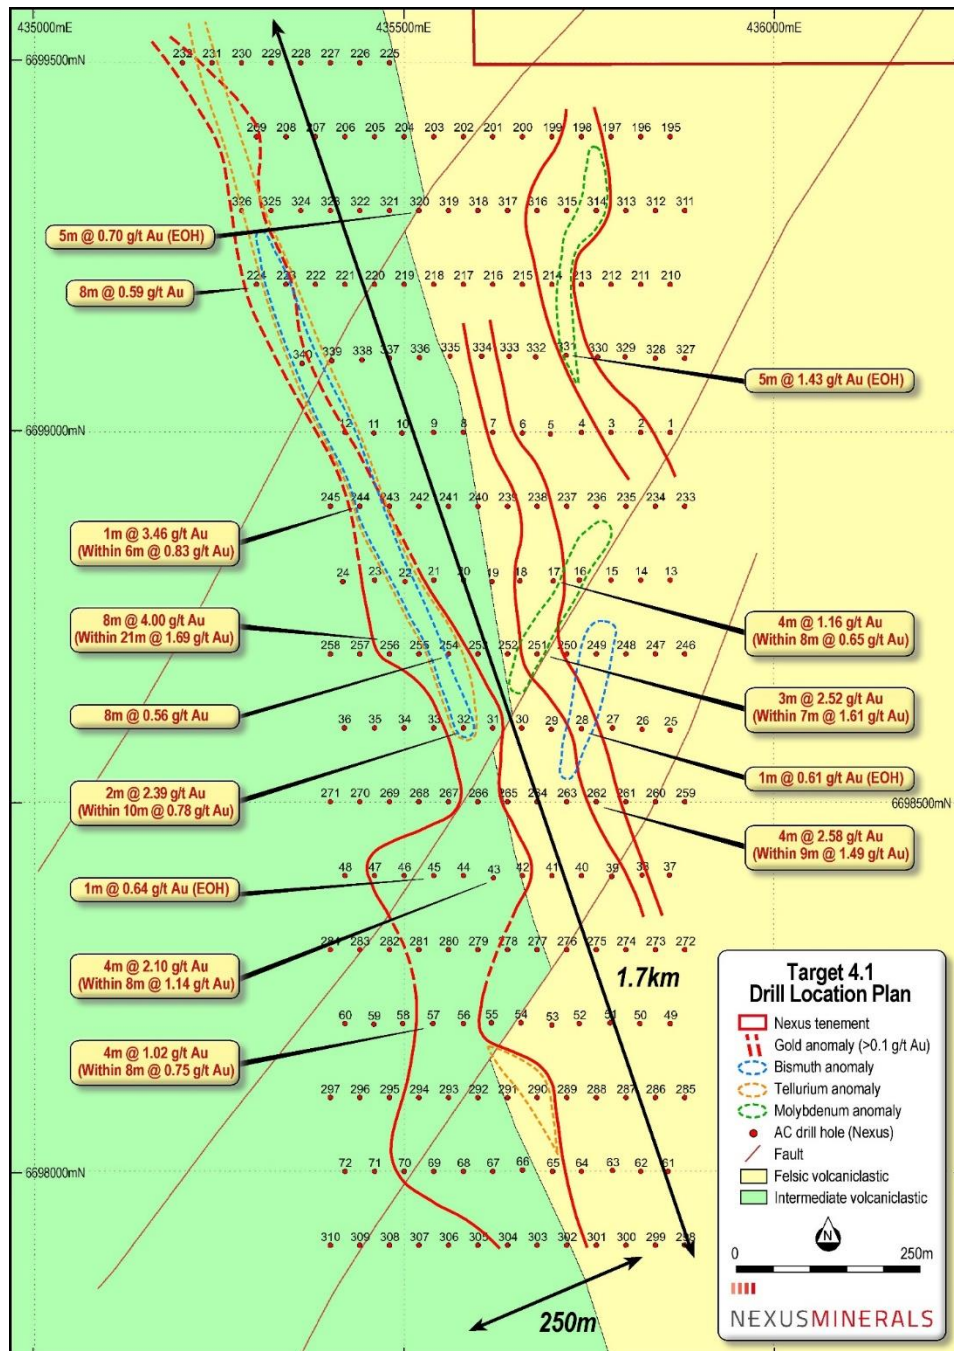 435000mE 435500mE 436000mE
6699500mN
232 231 230 229 228 227 226 225
269 208 207 206 205 204 203 202 201 200 199 198 197 196 195
326 325 324 323 322 321 320 319 318 317 316 315 314 313 312 311
5m @ 0.70 g/t Au (EOH)
224 223 222 221 220 219 218 217 216 215 214 213 212 211 210
8m @ 0.59 g/t Au
340 339 338 337 336 335 334 333 332 331 330 329 328 327
5m @ 1.43 g/t Au (EOH)
6699000mN
12 11 10 9 8 7 6 5 4 3 2 1
245 244 243 242 241 240 239 238 237 236 235 234 233
1m @ 3.46 g/t Au
(Within 6m @ 0.83 g/t Au)
24 23 22 21 20 19 18 17 16 15 14 13
8m @ 4.00 g/t Au
(Within 21m @ 1.69 g/t Au)
4m @ 1.16 g/t Au
(Within 8m @ 0.65 g/t Au)
258 257 256 255 254 253 252 251 250 249 248 247 246
3m @ 2.52 g/t Au
(Within 7m @ 1.61 g/t Au)
8m @ 0.56 g/t Au
36 35 34 33 32 31 30 29 28 27 26 25
1m @ 0.61 g/t Au (EOH)
2m @ 2.39 g/t Au
(Within 10m @ 0.78 g/t Au)
271 270 269 268 267 266 265 264 263 262 261 260 259
6698500mN
4m @ 2.58 g/t Au
(Within 9m @ 1.49 g/t Au)
48 47 46 45 44 43 42 41 40 39 38 37
1m @ 0.64 g/t Au (EOH)
284 283 282 281 280 279 278 277 276 275 274 273 272
4m @ 2.10 g/t Au
(Within 8m @ 1.14 g/t Au)
1.7km
60 59 58 57 56 55 54 53 52 51 50 49
4m @ 1.02 g/t Au
(Within 8m @ 0.75 g/t Au)
297 296 295 294 293 292 291 290 289 288 287 286 285
6698000mN
72 71 70 69 68 67 66 65 64 63 62 61
310 309 308 307 306 305 304 303 302 301 300 299 298
250m
Target 4.1
Drill Location Plan
Nexus tenement
Gold anomaly (>0.1 g/t Au)
Bismuth anomaly
Tellurium anomaly
Molybdenum anomaly
AC drill hole (Nexus)
Fault
Felsic volcaniclastic
Intermediate volcaniclastic
N
0 250m
NEXUSMINERALS